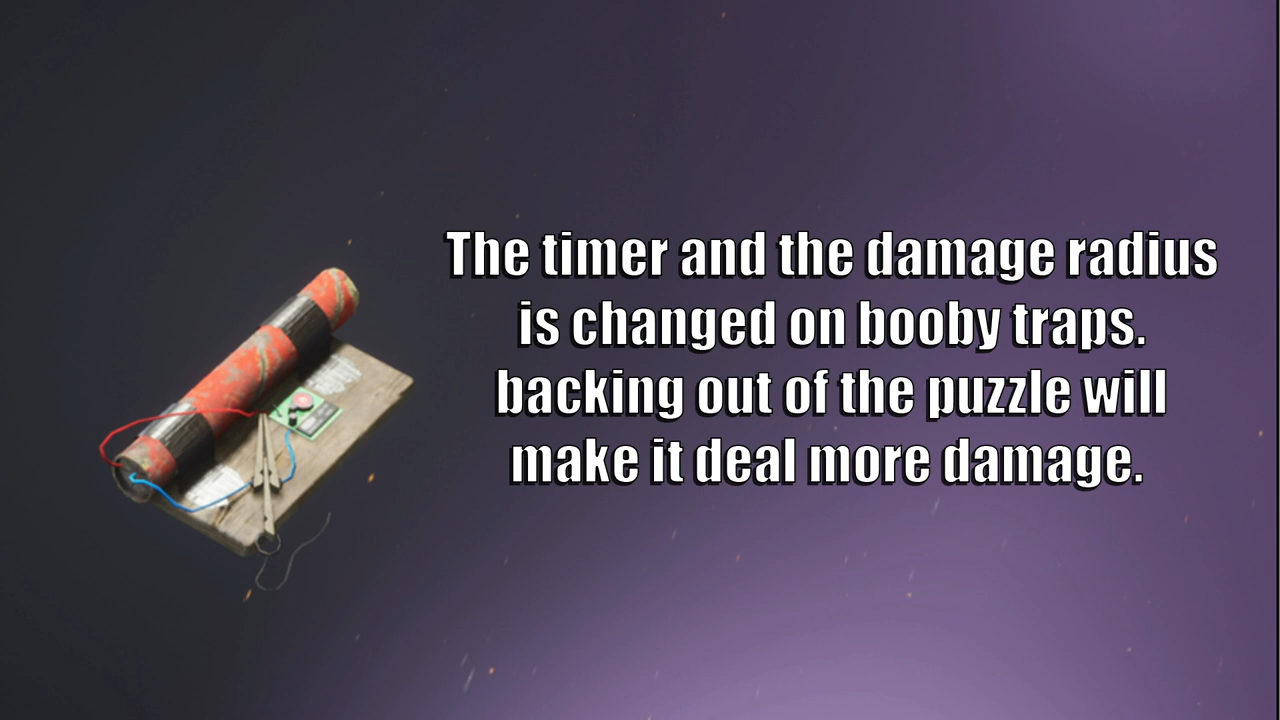 The timer and the damage radius
is changed on booby traps.
backing out of the puzzle will
make it deal more damage.